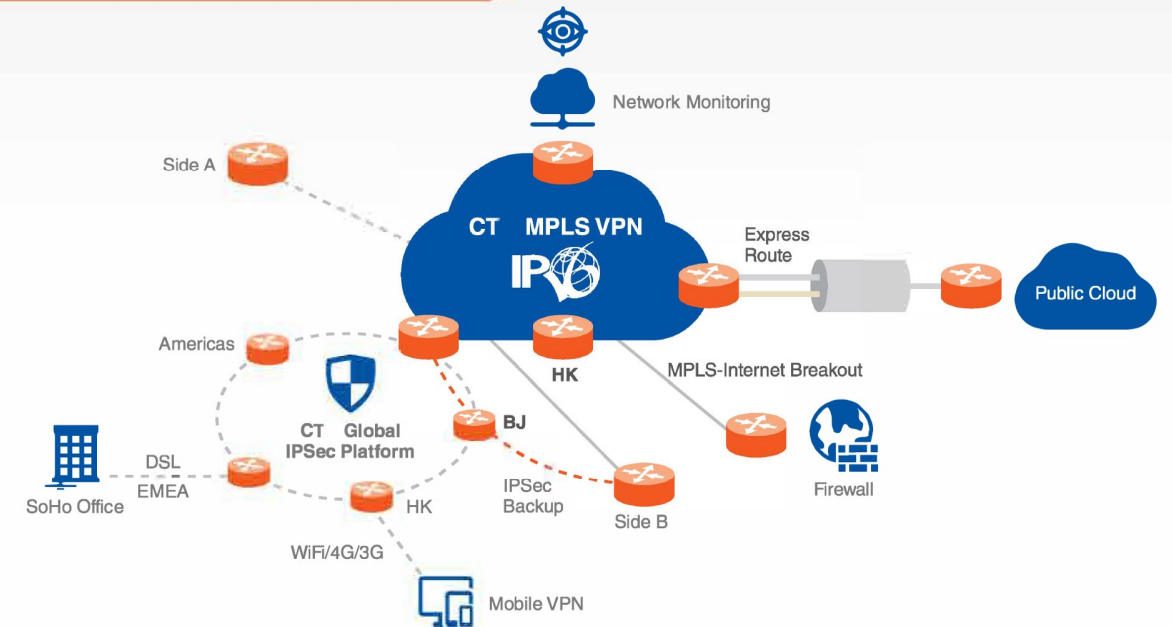 Network Monitoring
Side A
CT MPLS VPN
IPv6
Express
Route
Public Cloud
Americas
HK
MPLS-Internet Breakout
CT Global
IPSec Platform
BJ
DSL
EMEA
SoHo Office
HK
IPSec
Backup
Side B
Firewall
WiFi/4G/3G
Mobile VPN